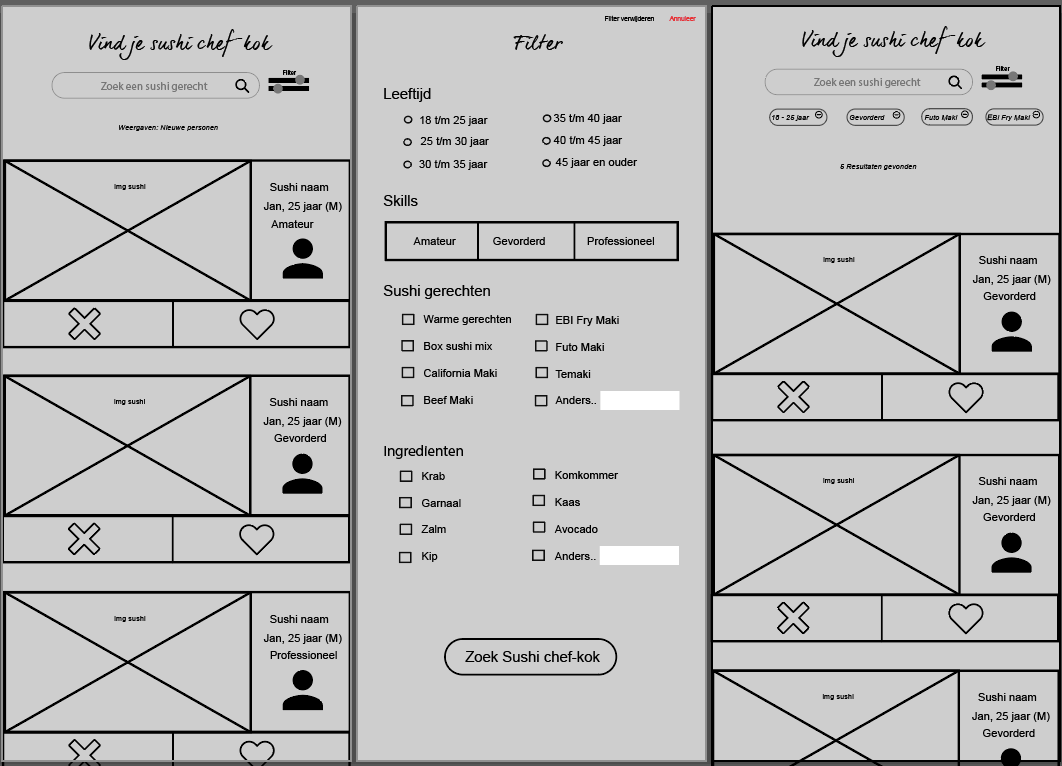 Vind je sushi chef-kok
Zoek een sushi gerecht
Filter
Weergaven: Nieuwe personen
img sushi
Sushi naam
Jan, 25 jaar (M)
Amateur
img sushi
Sushi naam
Jan, 25 jaar (M)
Gevorderd
img sushi
Sushi naam
Jan, 25 jaar (M)
Professioneel
Filter verwijderen Annuleer
Filter
Leeftijd
18 t/m 25 jaar 35 t/m 40 jaar
25 t/m 30 jaar 40 t/m 45 jaar
30 t/m 35 jaar 45 jaar en ouder
Skills
Amateur Gevorderd Professioneel
Sushi gerechten
Warme gerechten EBI Fry Maki
Box sushi mix Futo Maki
California Maki Temaki
Beef Maki Anders..
Ingredienten
Krab Komkommer
Garnaal Kaas
Zalm Avocado
Kip Anders..
Zoek Sushi chef-kok
Vind je sushi chef-kok
Zoek een sushi gerecht
Filter
18 - 25 jaar Gevorderd Futo Maki EBI Fry Maki
5 Resultaten gevonden
img sushi
Sushi naam
Jan, 25 jaar (M)
Gevorderd
img sushi
Sushi naam
Jan, 25 jaar (M)
Gevorderd
img sushi
Sushi naam
Jan, 25 jaar (M)
Gevorderd